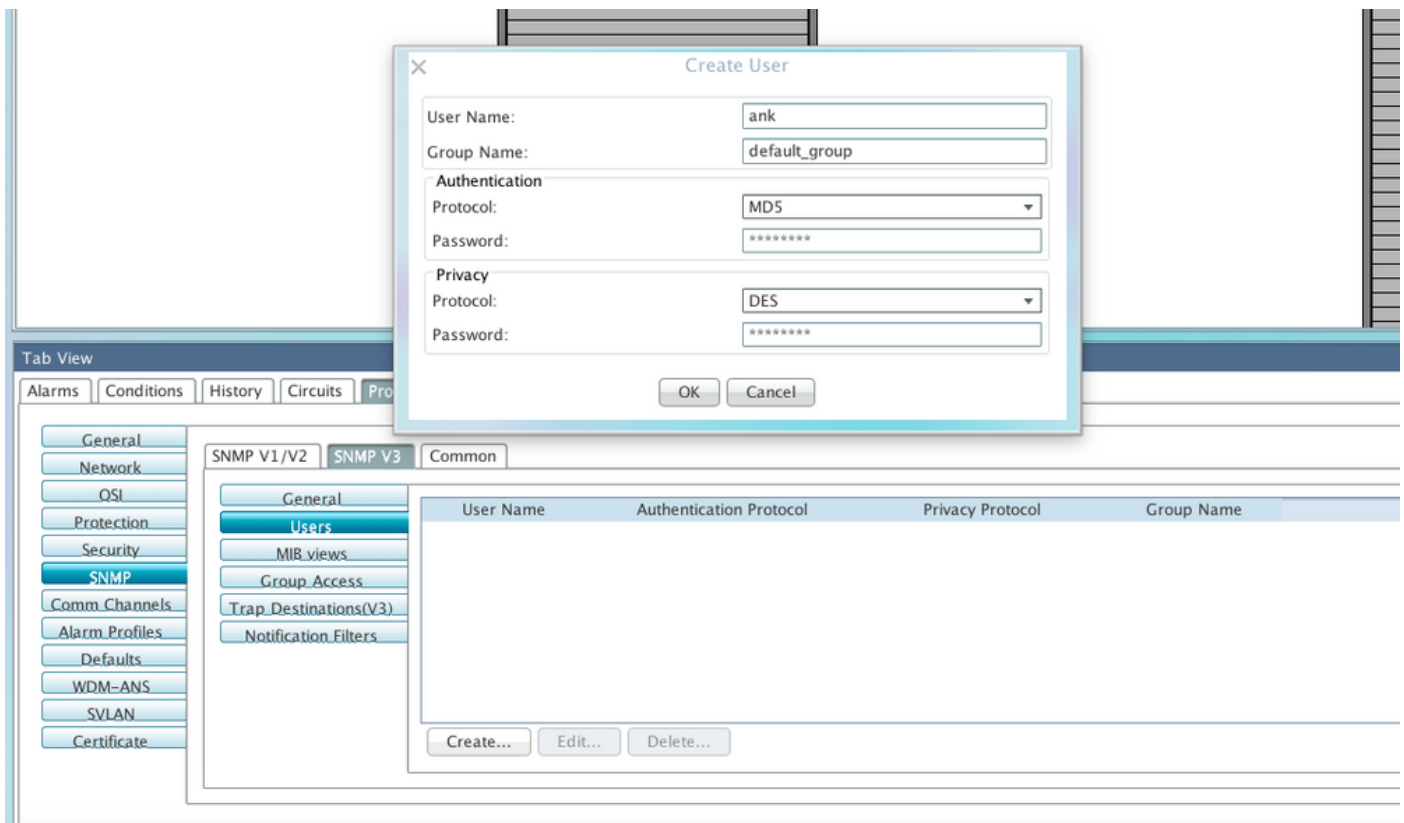 Create User
User Name: ank
Group Name: default_group
Authentication
Protocol: MD5
Password: ********
Privacy
Protocol: DES
Password: ********
OK Cancel
Tab View
Alarms Conditions History Circuits Pro
General
Network
OSI
Protection
Security
SNMP
Comm Channels
Alarm Profiles
Defaults
WDM-ANS
SVLAN
Certificate
SNMP V1/V2 SNMP V3 Common
General
Users
MIB views
Group Access
Trap Destinations(V3)
Notification Filters
User Name Authentication Protocol Privacy Protocol Group Name
Create... Edit... Delete...